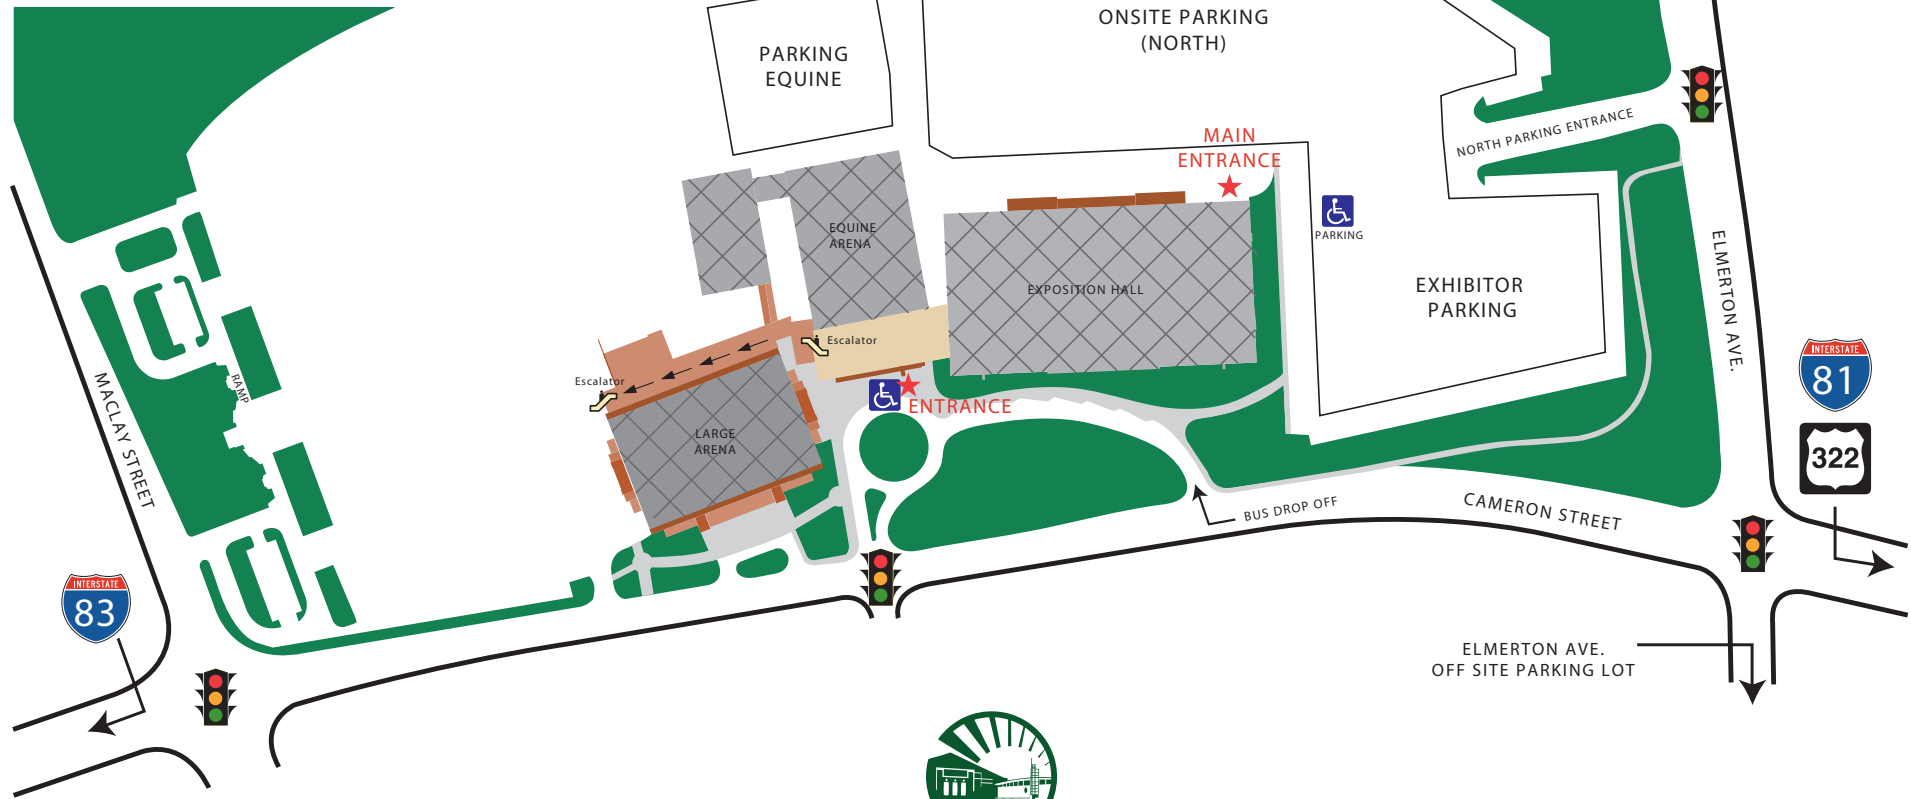 ONSITE PARKING
(NORTH)
PARKING
EQUINE
MAIN
ENTRANCE
NORTH PARKING ENTRANCE
PARKING
EQUINE
ARENA
EXPOSITION HALL
EXHIBITOR
PARKING
ELMERTON AVE.
Escalator
Escalator
ENTRANCE
RAMP
MACLAY STREET
LARGE
ARENA
INTERSTATE
81
322
BUS DROP OFF
CAMERON STREET
INTERSTATE
83
ELMERTON AVE.
OFF SITE PARKING LOT